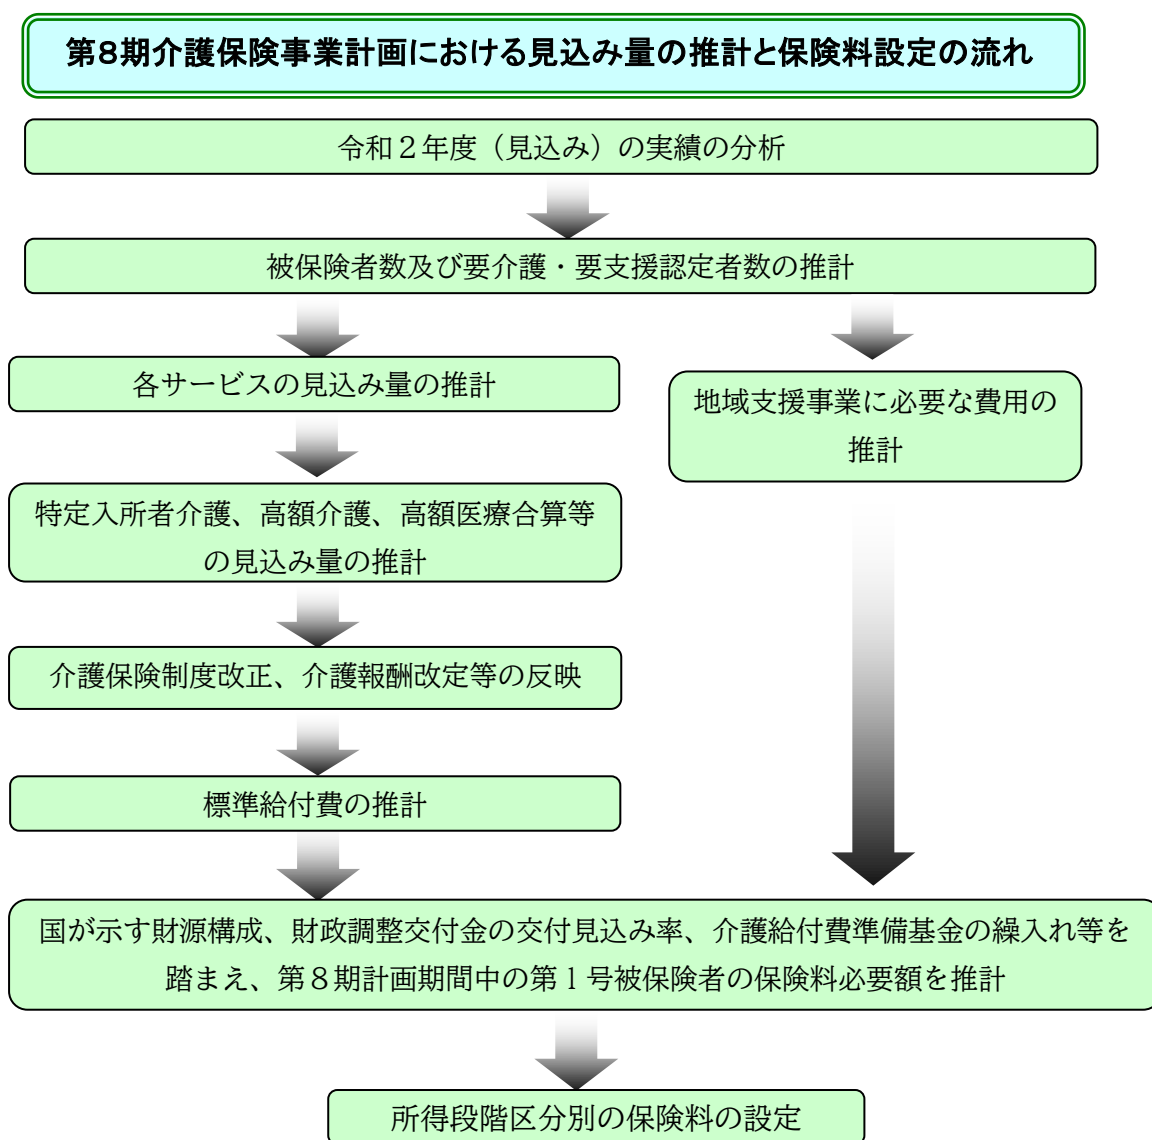 第８期介護保険事業計画における見込み量の推計と保険料設定の流れ
令和２年度（見込み）の実績の分析
被保険者数及び要介護・要支援認定者数の推計
各サービスの見込み量の推計
地域支援事業に必要な費用の
推計
特定入所者介護、高額介護、高額医療合算等
の見込み量の推計
介護保険制度改正、介護報酬改定等の反映
標準給付費の推計
国が示す財源構成、財政調整交付金の交付見込み率、介護給付費準備基金の繰入れ等を
踏まえ、第８期計画期間中の第１号被保険者の保険料必要額を推計
所得段階区分別の保険料の設定